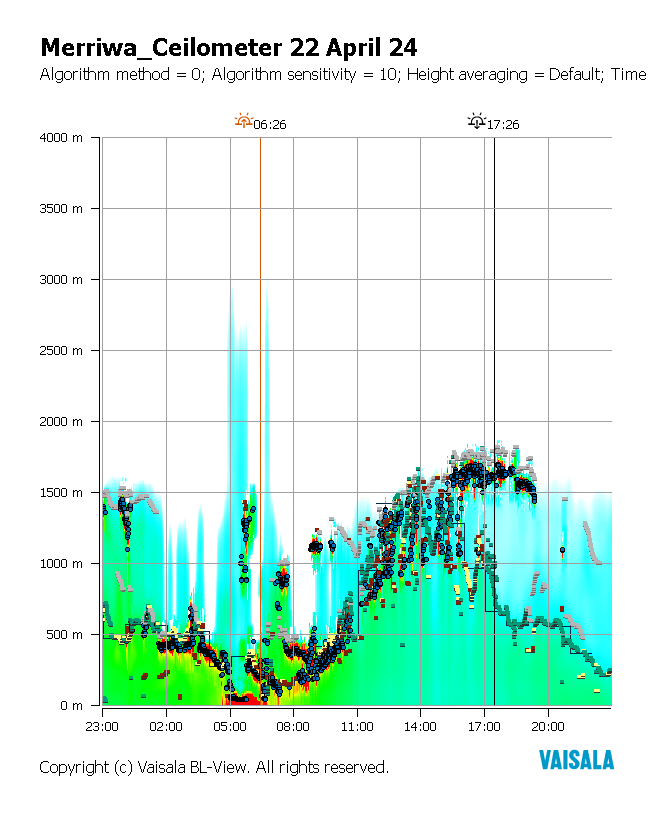 Merriwa_Ceilometer 22 April 24
Algorithm method = 0; Algorithm sensitivity = 10; Height averaging = Default; Time
06:26 17:26
4000 m
3500 m
3000 m
2500 m
2000 m
1500 m
1000 m
500 m
0 m
23:00 02:00 05:00 08:00 11:00 14:00 17:00 20:00
Copyright (c) Vaisala BL-View. All rights reserved.
VAISALA